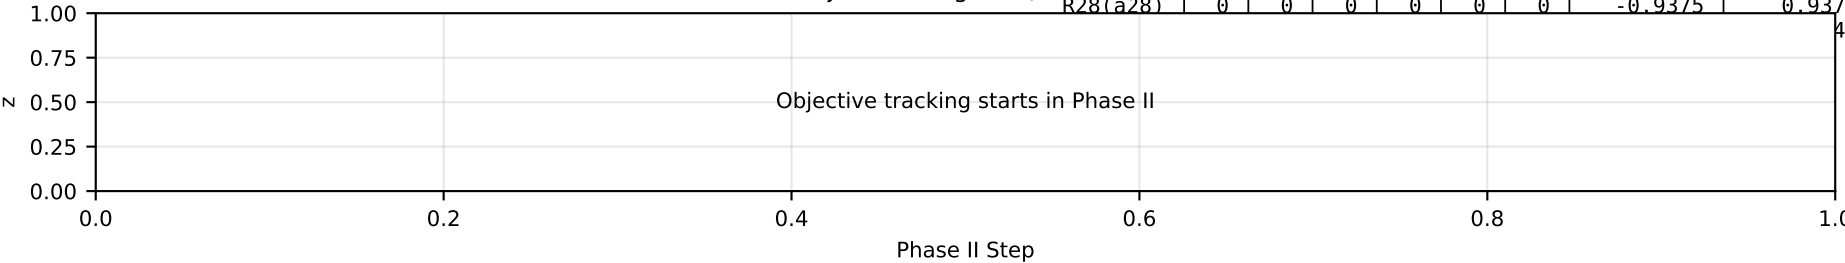 R28(a28) | 0 | 0 | 0 | 0 | 0 | 0 | -0.9375 | 0.937
1.00
4
0.75
z 0.50 Objective tracking starts in Phase II
0.25
0.00
0.0 0.2 0.4 0.6 0.8 1.0
Phase II Step